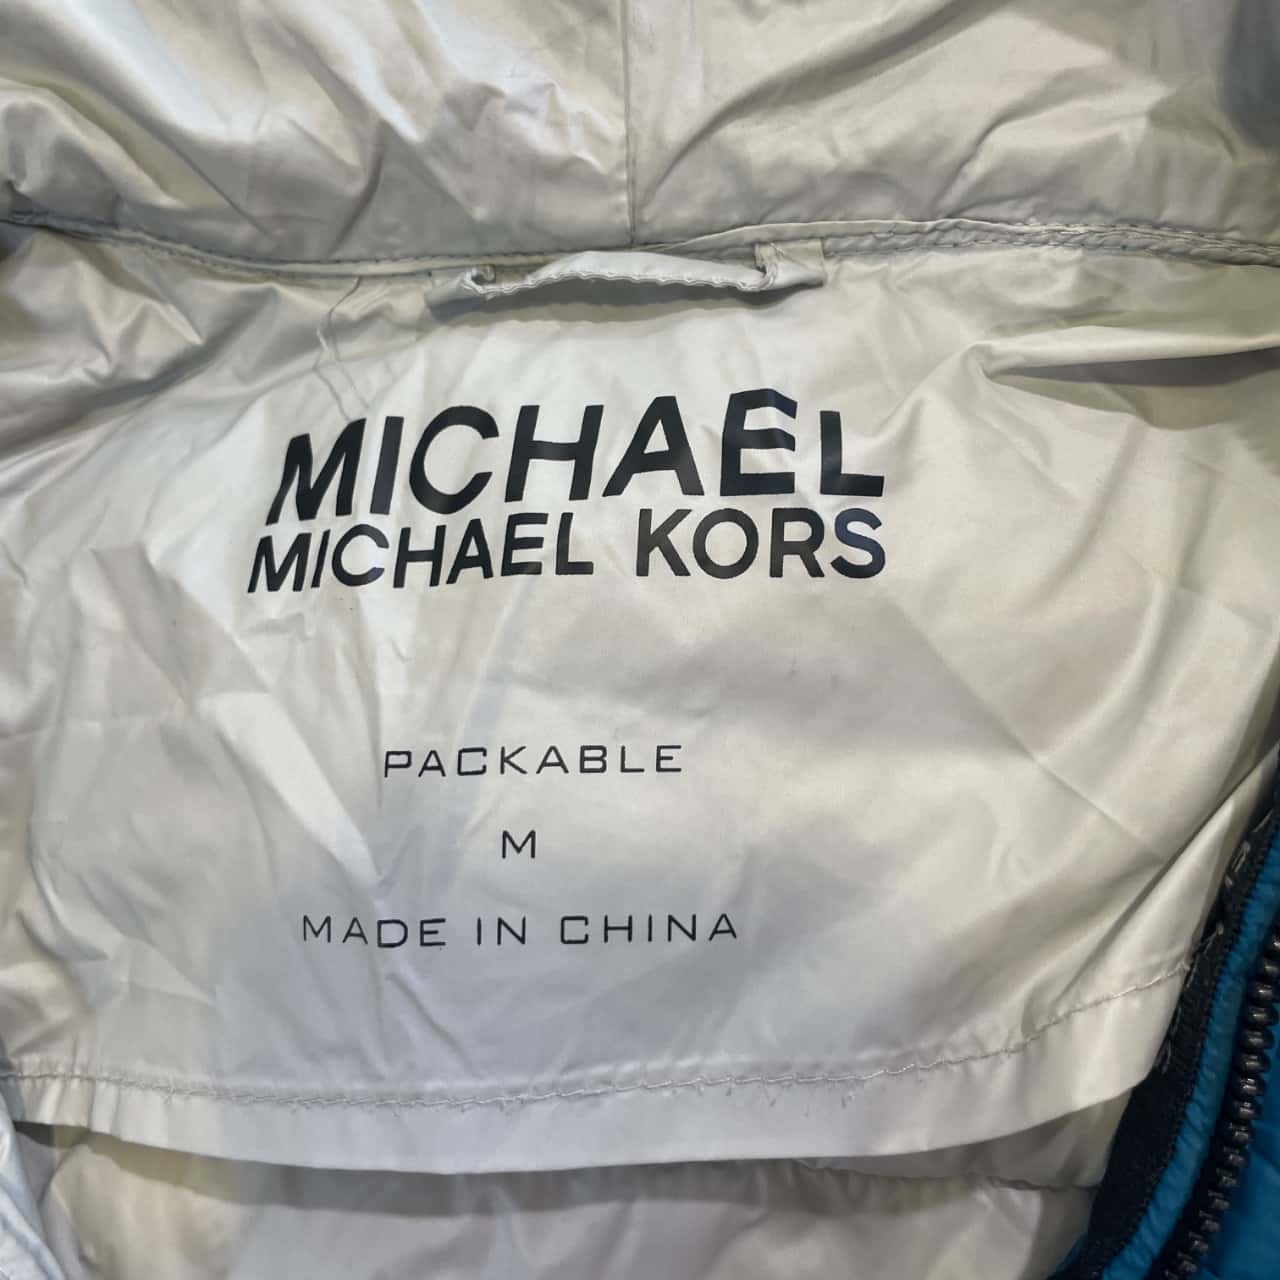 MICHAEL
MICHAEL KORS
PACKABLE
M
MADE IN CHINA